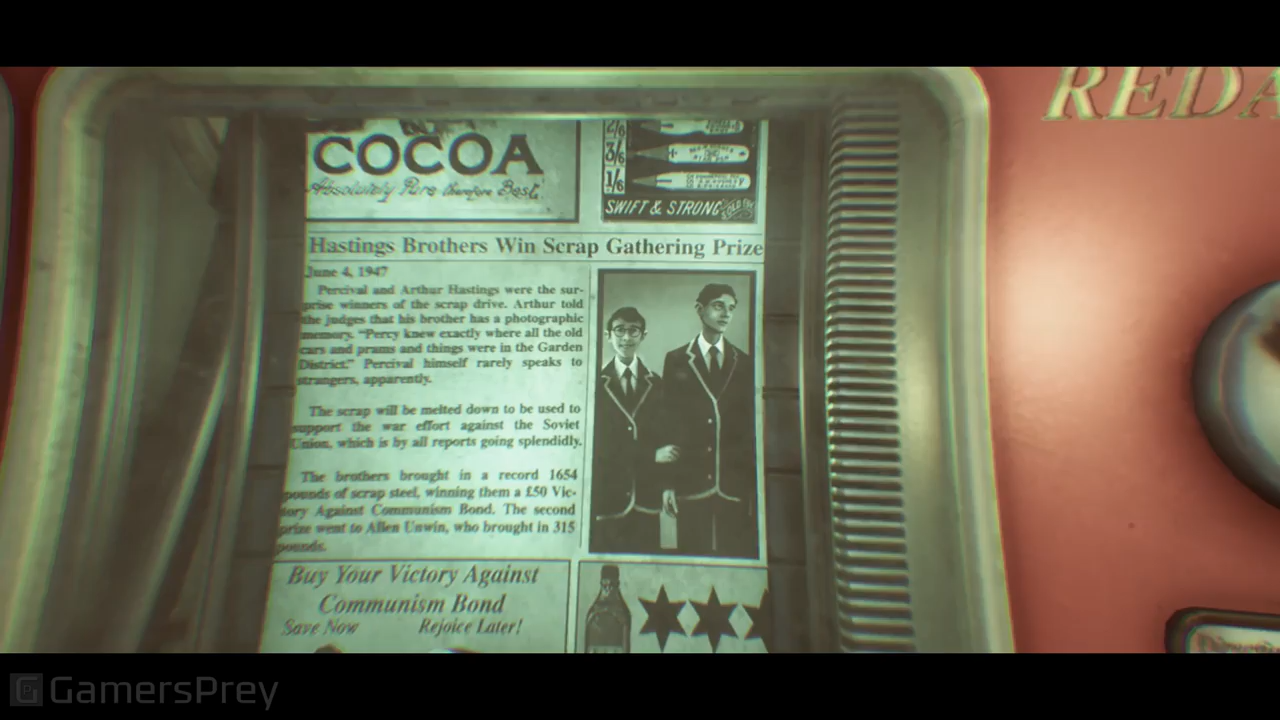 REDA
COCOA
Absolutely Pure therefore Best.
2/6
3/6
1/6
SWIFT & STRONG
Hastings Brothers Win Scrap Gathering Prize
June 4, 1947
Percival and Arthur Hastings were the sur-
prise winners of the scrap drive. Arthur told
the judges that his brother has a photographic
memory. "Percy knew exactly where all the old
cars and prams and things were in the Garden
District." Percival himself rarely speaks to
strangers, apparently.
The scrap will be melted down to be used to
support the war effort against the Soviet
Union, which is by all reports going splendidly.
The brothers brought in a record 1654
pounds of scrap steel, winning them a £50 Vic-
tory Against Communism Bond. The second
prize went to Allen Unwin, who brought in 315
pounds.
Buy Your Victory Against
Communism Bond
Save Now Rejoice Later!
GamersPrey